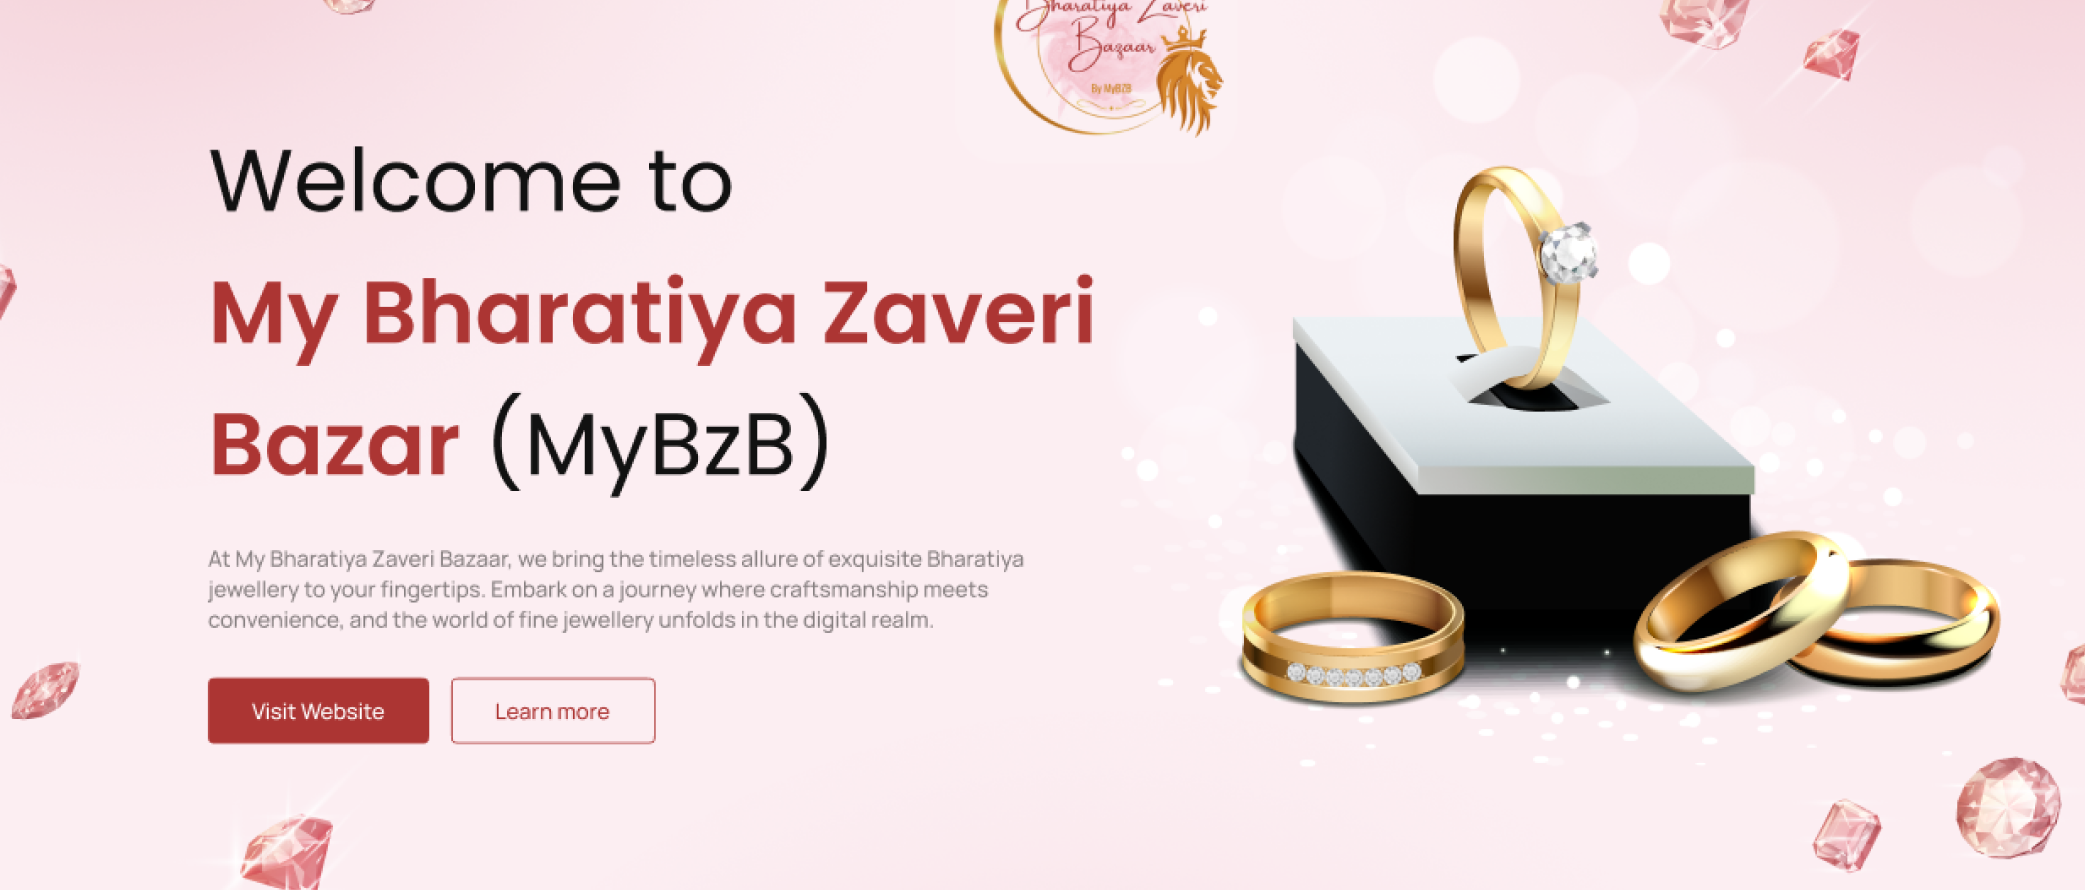 Bharatiya Zaveri
Bazaar
By MyBZB
Welcome to
My Bharatiya Zaveri
Bazar (MyBzB)
At My Bharatiya Zaveri Bazaar, we bring the timeless allure of exquisite Bharatiya
jewellery to your fingertips. Embark on a journey where craftsmanship meets
convenience, and the world of fine jewellery unfolds in the digital realm.
Visit Website
Learn more